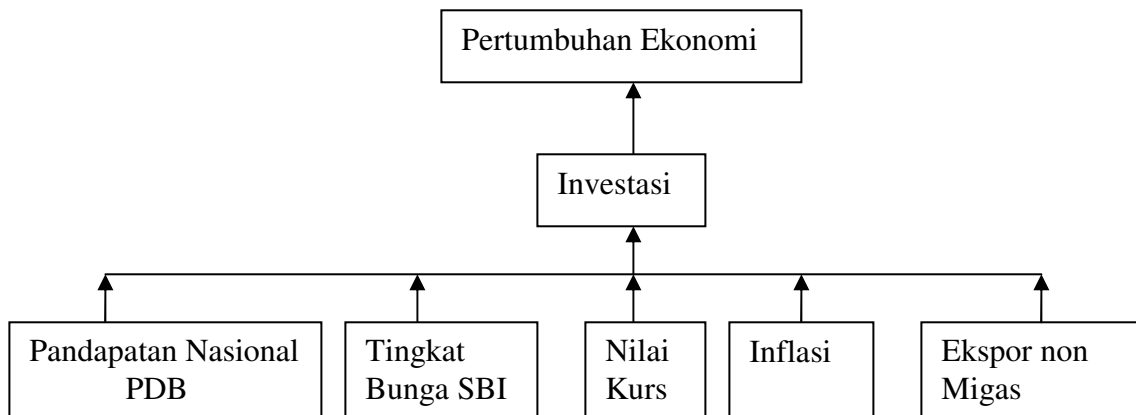 Pertumbuhan Ekonomi
Investasi
Pandapatan Nasional
PDB
Tingkat
Bunga SBI
Nilai
Kurs
Inflasi
Ekspor non
Migas